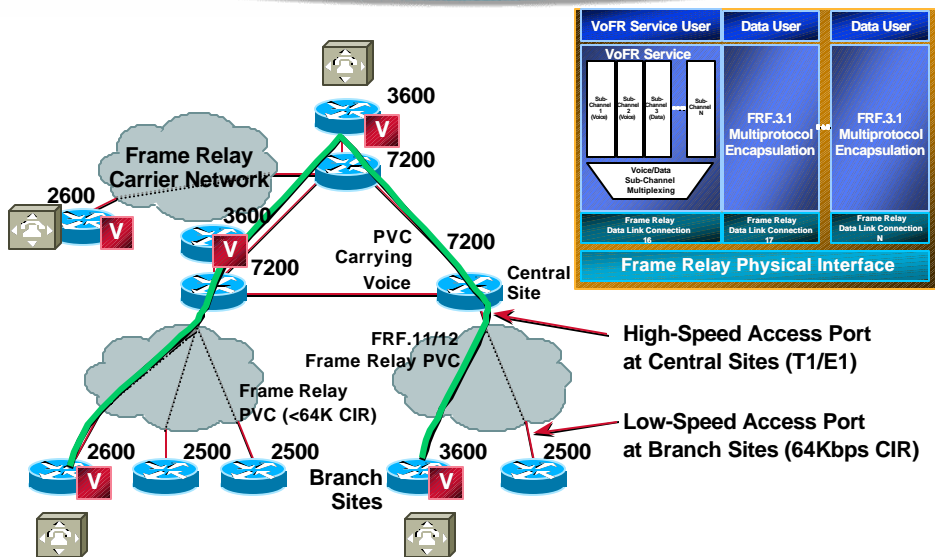 VoFR Service User
Data User
Data User
VoFR Service
Sub-
Channel
1
(Voice)
Sub-
Channel
2
(Voice)
Sub-
Channel
3
(Data)
Sub-
Channel
N
Voice/Data
Sub-Channel
Multiplexing
FRF.3.1
Multiprotocol
Encapsulation
FRF.3.1
Multiprotocol
Encapsulation
Frame Relay
Data Link Connection
16
Frame Relay
Data Link Connection
17
Frame Relay
Data Link Connection
N
Frame Relay Physical Interface
3600
V
7200
Frame Relay
Carrier Network
2600
V
3600
V
7200
PVC
Carrying
Voice
7200
Central
Site
FRF.11/12
Frame Relay PVC
High-Speed Access Port
at Central Sites (T1/E1)
Frame Relay
PVC (<64K CIR)
Low-Speed Access Port
at Branch Sites (64Kbps CIR)
2600
V
2500
2500
Branch
Sites
3600
V
2500